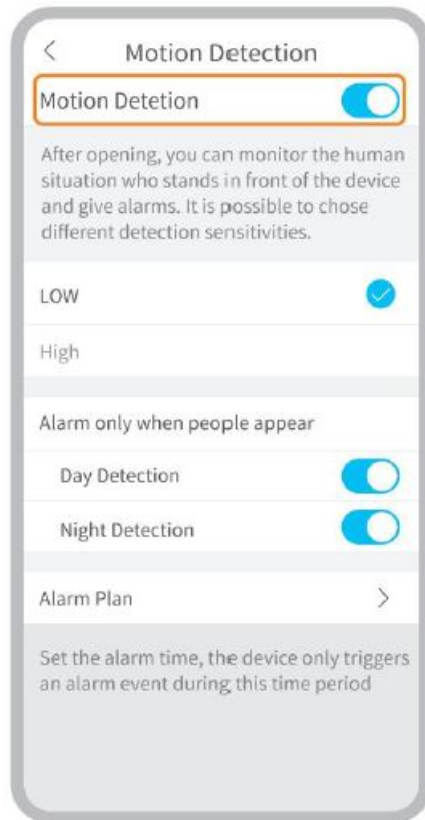 Motion Detection
Motion Detetion
After opening, you can monitor the human
situation who stands in front of the device
and give alarms. It is possible to chose
different detection sensitivities.
LOW
High
Alarm only when people appear
Day Detection
Night Detection
Alarm Plan
Set the alarm time, the device only triggers
an alarm event during this time period